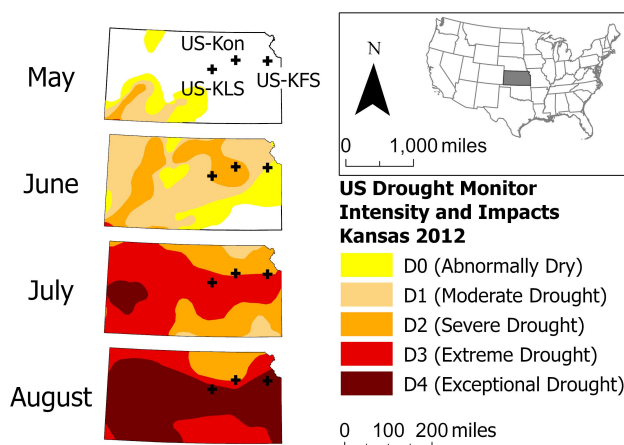 May
US-Kon
US-KLS
US-KFS
June
July
August
N
0 1,000 miles
US Drought Monitor
Intensity and Impacts
Kansas 2012
D0 (Abnormally Dry)
D1 (Moderate Drought)
D2 (Severe Drought)
D3 (Extreme Drought)
D4 (Exceptional Drought)
0 100 200 miles